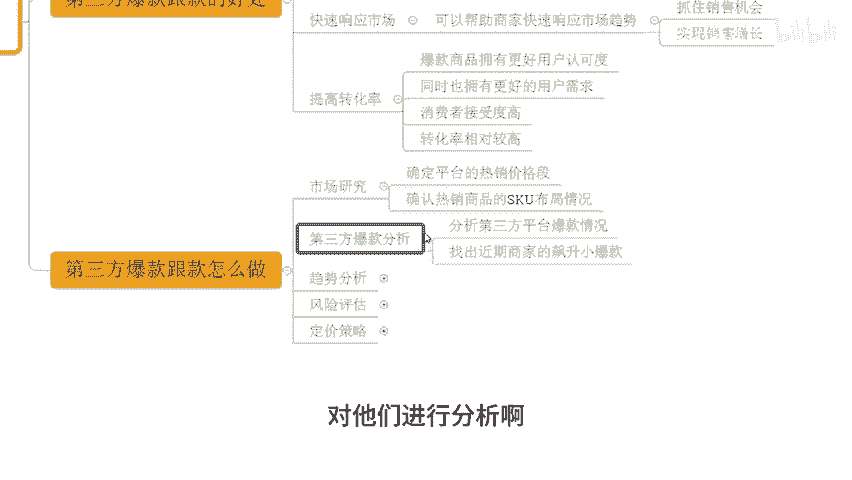 第三方爆款跟款的好处
快速响应市场
可以帮助商家快速响应市场趋势
抓住销售机会
实现销售增长
提高转化率
爆款商品拥有更好用户认可度
同时也拥有更好的用户需求
消费者接受度高
转化率相对较高
第三方爆款跟款怎么做
市场研究
确定平台的热销价格段
确认热销商品的SKU布局情况
第三方爆款分析
分析第三方平台爆款情况
找出近期商家的飙升小爆款
趋势分析
风险评估
定价策略
对他们进行分析啊
bilibili